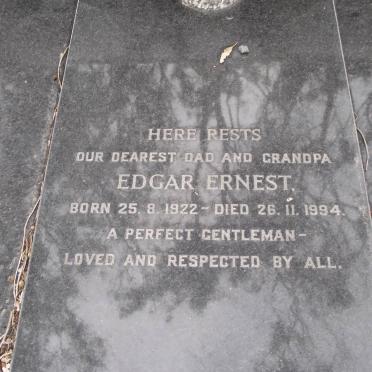 HERE RESTS
OUR DEAREST DAD AND GRANDPA
EDGAR ERNEST,
BORN 25. 8. 1922 – DIED 26. 11. 1994.
A PERFECT GENTLEMAN –
LOVED AND RESPECTED BY ALL.